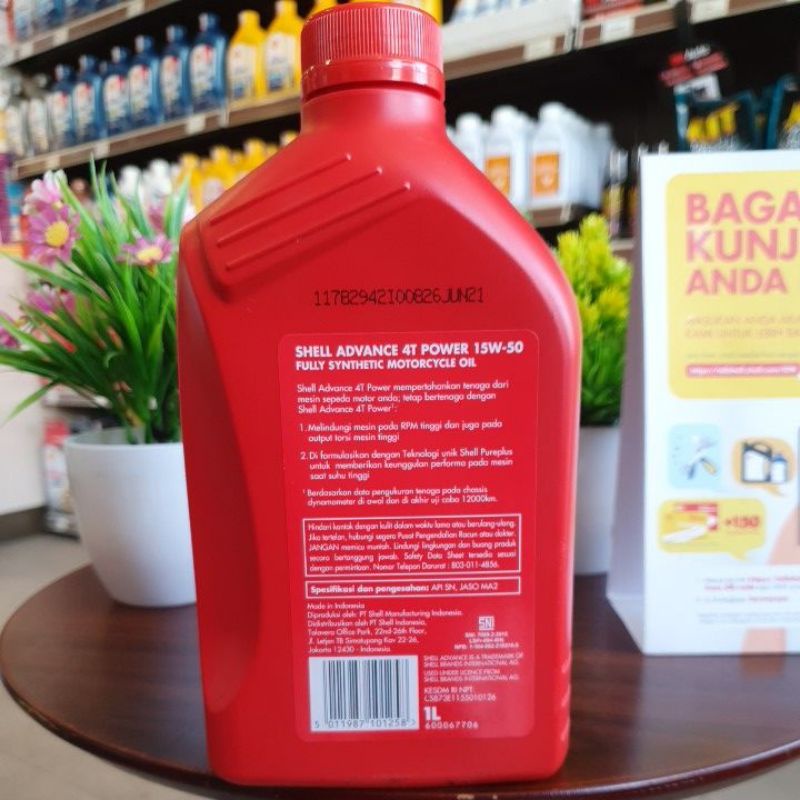 11782942I00826JUN21
SHELL ADVANCE 4T POWER 15W-50
FULLY SYNTHETIC MOTORCYCLE OIL
Shell Advance 4T Power mempertahankan tenaga dari
mesin sepeda motor anda; tetap bertenaga dengan
Shell Advance 4T Power¹:
1. Melindungi mesin pada RPM tinggi dan juga pada
output torsi mesin tinggi
2. Di formulasikan dengan Teknologi unik Shell Pureplus
untuk memberikan keunggulan performa pada mesin
saat suhu tinggi
¹ Berdasarkan data pengukuran tenaga pada chassis
dynamometer di awal dan di akhir uji coba 12000km.
Hindari kontak dengan kulit dalam waktu lama atau berulang-ulang.
Jika tertelan, hubungi segera Pusat Pengendalian Racun atau dokter.
JANGAN memicu muntah. Lindungi lingkungan dan buang produk
secara bertanggung jawab. Safety Data Sheet tersedia sesuai
dengan permintaan. Nomor Telepon Darurat : 803-011-4856.
Spesifikasi dan pengesahan: API SN, JASO MA2
Made in Indonesia
Diproduksi oleh: PT Shell Manufacturing Indonesia.
Didistribusikan oleh PT Shell Indonesia,
Talavera Office Park, 22nd-26th Floor,
Jl. Letjen TB Simatupang Kav 22-26,
Jakarta 12430 - Indonesia
SNI
SHELL ADVANCE IS A TRADEMARK OF
SHELL BRANDS INTERNATIONAL AG.
USED UNDER LICENCE FROM
SHELL BRANDS INTERNATIONAL AG.
KESDM RI NPT:
1L
600067706
5 011987 101258
BAGA
KUNJ
ANDA
+150